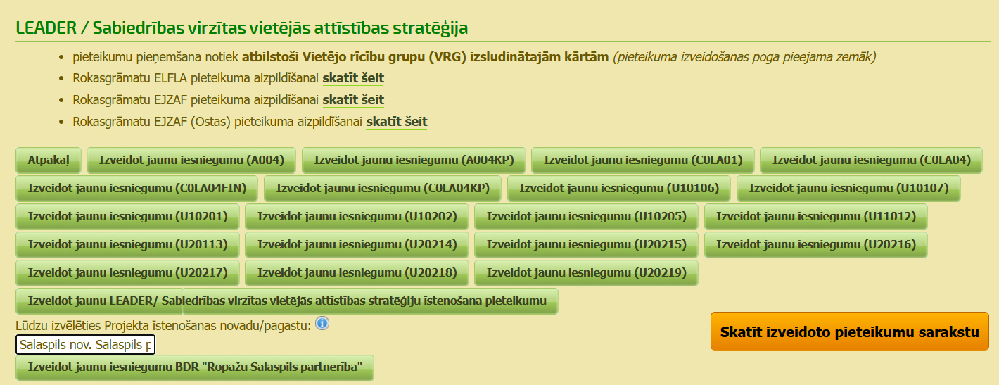 LEADER / Sabiedrības virzītas vietējās attīstības stratēģija
pieteikumu pieņemšana notiek atbilstoši Vietējo rīcību grupu (VRG) izsludinātajām kārtām (pieteikuma izveidošanas poga pieejama zemāk)
Rokasgrāmatu ELFLA pieteikuma aizpildīšanai skatīt šeit
Rokasgrāmatu EJZAF pieteikuma aizpildīšanai skatīt šeit
Rokasgrāmatu EJZAF (Ostas) pieteikuma aizpildīšanai skatīt šeit
Atpakaļ Izveidot jaunu iesniegumu (A004) Izveidot jaunu iesniegumu (A004KP) Izveidot jaunu iesniegumu (C0LA01) Izveidot jaunu iesniegumu (C0LA04)
Izveidot jaunu iesniegumu (C0LA04FIN) Izveidot jaunu iesniegumu (C0LA04KP) Izveidot jaunu iesniegumu (U10106) Izveidot jaunu iesniegumu (U10107)
Izveidot jaunu iesniegumu (U10201) Izveidot jaunu iesniegumu (U10202) Izveidot jaunu iesniegumu (U10205) Izveidot jaunu iesniegumu (U11012)
Izveidot jaunu iesniegumu (U20113) Izveidot jaunu iesniegumu (U20214) Izveidot jaunu iesniegumu (U20215) Izveidot jaunu iesniegumu (U20216)
Izveidot jaunu iesniegumu (U20217) Izveidot jaunu iesniegumu (U20218) Izveidot jaunu iesniegumu (U20219)
Izveidot jaunu LEADER/ Sabiedrības virzītas vietējās attīstības stratēģiju īstenošana pieteikumu
Lūdzu izvēlēties Projekta īstenošanas novadu/pagastu:
Skatīt izveidoto pieteikumu sarakstu
Salaspils nov. Salaspils p
Izveidot jaunu iesniegumu BDR "Ropažu Salaspils partnerība"